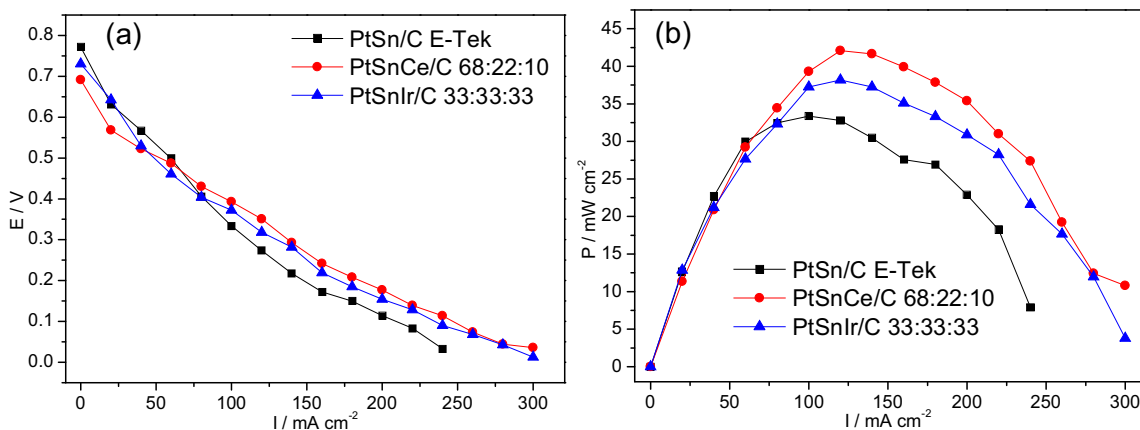 (a)
PtSn/C E-Tek
PtSnCe/C 68:22:10
PtSnIr/C 33:33:33
0.8
0.7
0.6
0.5
0.4
0.3
0.2
0.1
0.0
E / V
0 50 100 150 200 250 300
I / mA cm-2
(b)
45
40
35
30
25
20
15
10
5
0
P / mW cm-2
PtSn/C E-Tek
PtSnCe/C 68:22:10
PtSnIr/C 33:33:33
0 50 100 150 200 250 300
I / mA cm-2